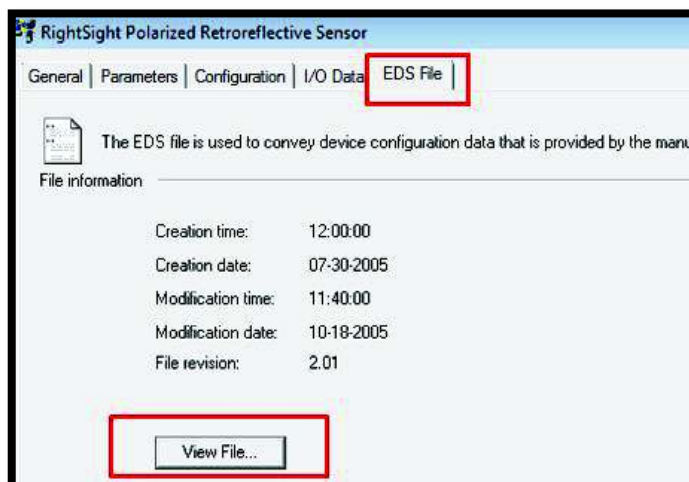 RightSight Polarized Retroreflective Sensor
General Parameters Configuration I/O Data EDS File
The EDS file is used to convey device configuration data that is provided by the manu
File information
Creation time: 12:00:00
Creation date: 07-30-2005
Modification time: 11:40:00
Modification date: 10-18-2005
File revision: 2.01
View File...